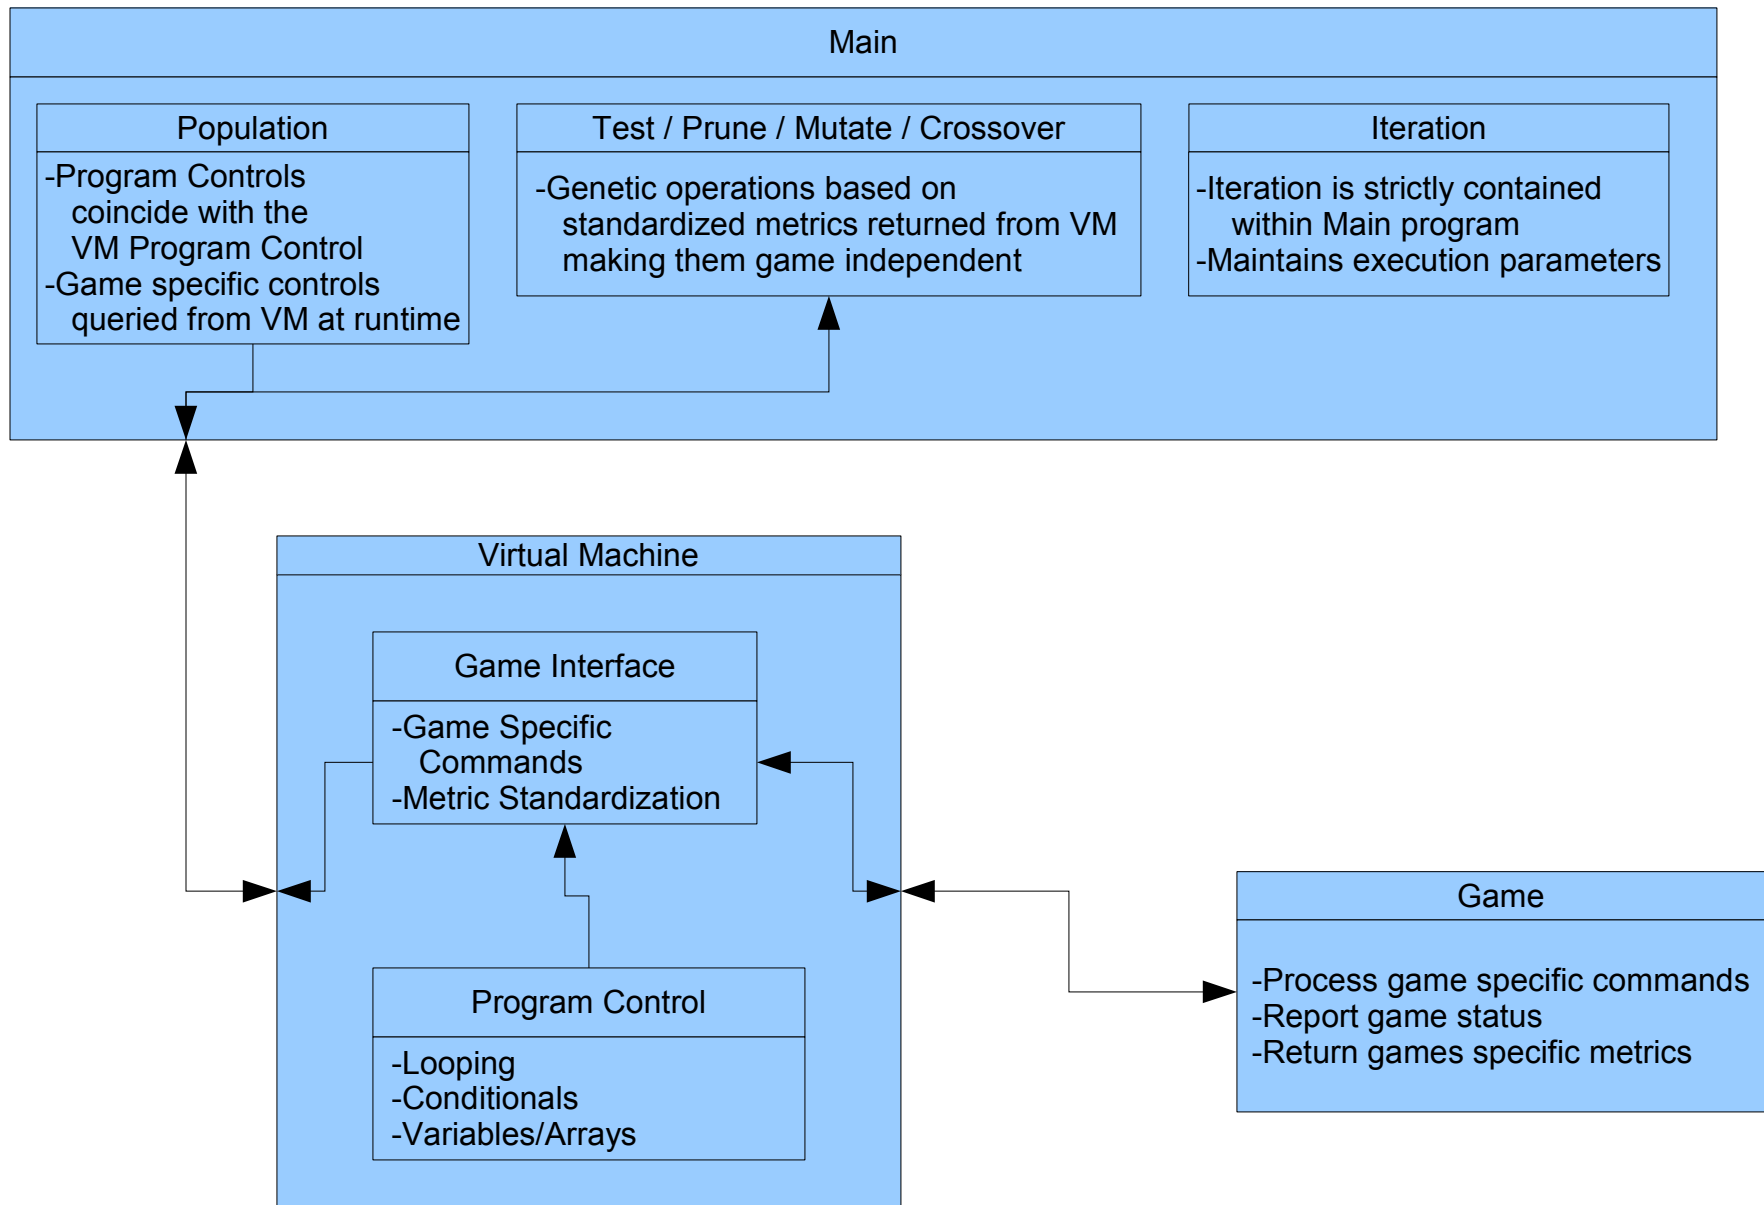 Main
Population
-Program Controls
coincide with the
VM Program Control
-Game specific controls
queried from VM at runtime
Test / Prune / Mutate / Crossover
-Genetic operations based on
standardized metrics returned from VM
making them game independent
Iteration
-Iteration is strictly contained
within Main program
-Maintains execution parameters
Virtual Machine
Game Interface
-Game Specific
Commands
-Metric Standardization
Program Control
-Looping
-Conditionals
-Variables/Arrays
Game
-Process game specific commands
-Report game status
-Return games specific metrics